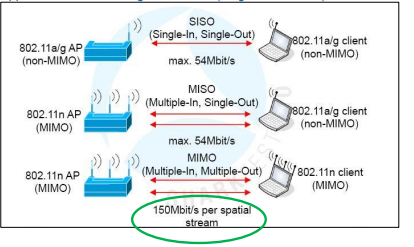 SISO
(Single-In, Single-Out)
802.11a/g AP
(non-MIMO)
802.11a/g client
(non-MIMO)
max. 54Mbit/s
MISO
(Multiple-In, Single-Out)
802.11n AP
(MIMO)
802.11a/g client
(non-MIMO)
max. 54Mbit/s
MIMO
(Multiple-In, Multiple-Out)
802.11n AP
(MIMO)
802.11n client
(MIMO)
150Mbit/s per spatial
stream